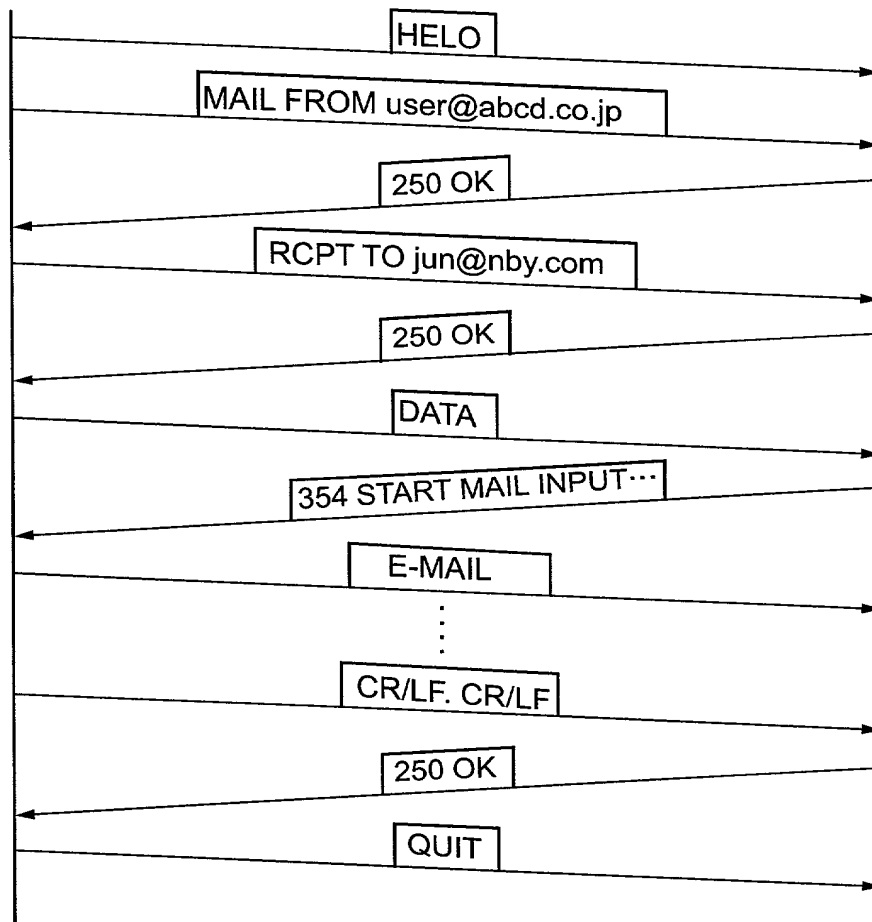 HELO
MAIL FROM user@abcd.co.jp
250 OK
RCPT TO jun@nby.com
250 OK
DATA
354 START MAIL INPUT…
E-MAIL
CR/LF. CR/LF
250 OK
QUIT